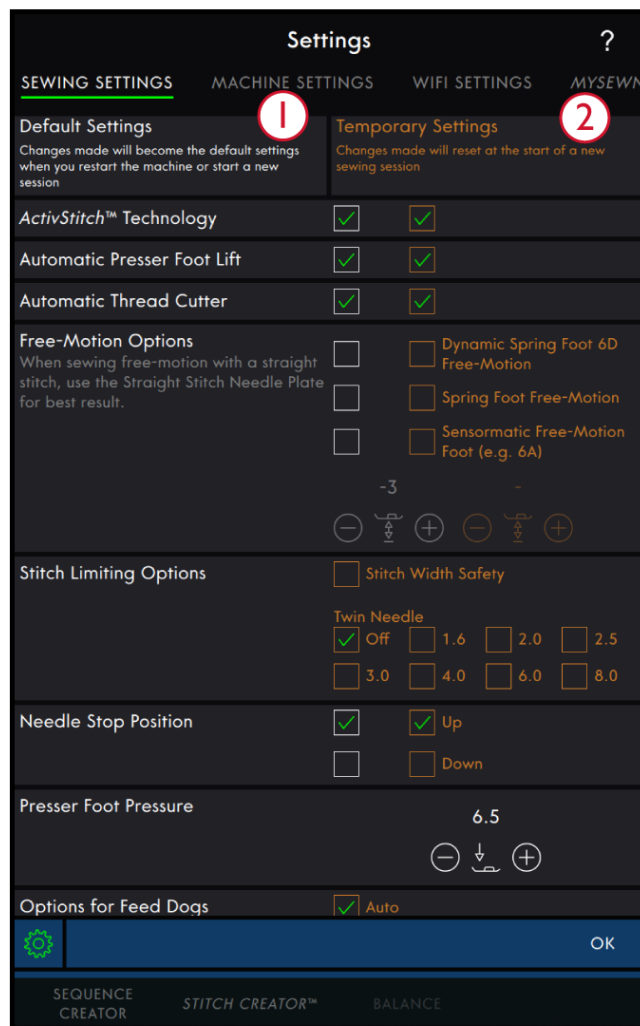 Settings
?
SEWING SETTINGS MACHINE SETTINGS WIFI SETTINGS MYSEWN
1
2
Default Settings
Changes made will become the default settings
when you restart the machine or start a new
session
Temporary Settings
Changes made will reset at the start of a new
sewing session
ActivStitch™ Technology
Automatic Presser Foot Lift
Automatic Thread Cutter
Free-Motion Options
When sewing free-motion with a straight
stitch, use the Straight Stitch Needle Plate
for best result.
Dynamic Spring Foot 6D
Free-Motion
Spring Foot Free-Motion
Sensormatic Free-Motion
Foot (e.g. 6A)
-3 -
Stitch Limiting Options
Stitch Width Safety
Twin Needle
Off 1.6 2.0 2.5
3.0 4.0 6.0 8.0
Needle Stop Position
Up
Down
Presser Foot Pressure
6.5
Options for Feed Dogs
Auto
OK
SEQUENCE
CREATOR
STITCH CREATOR™
BALANCE